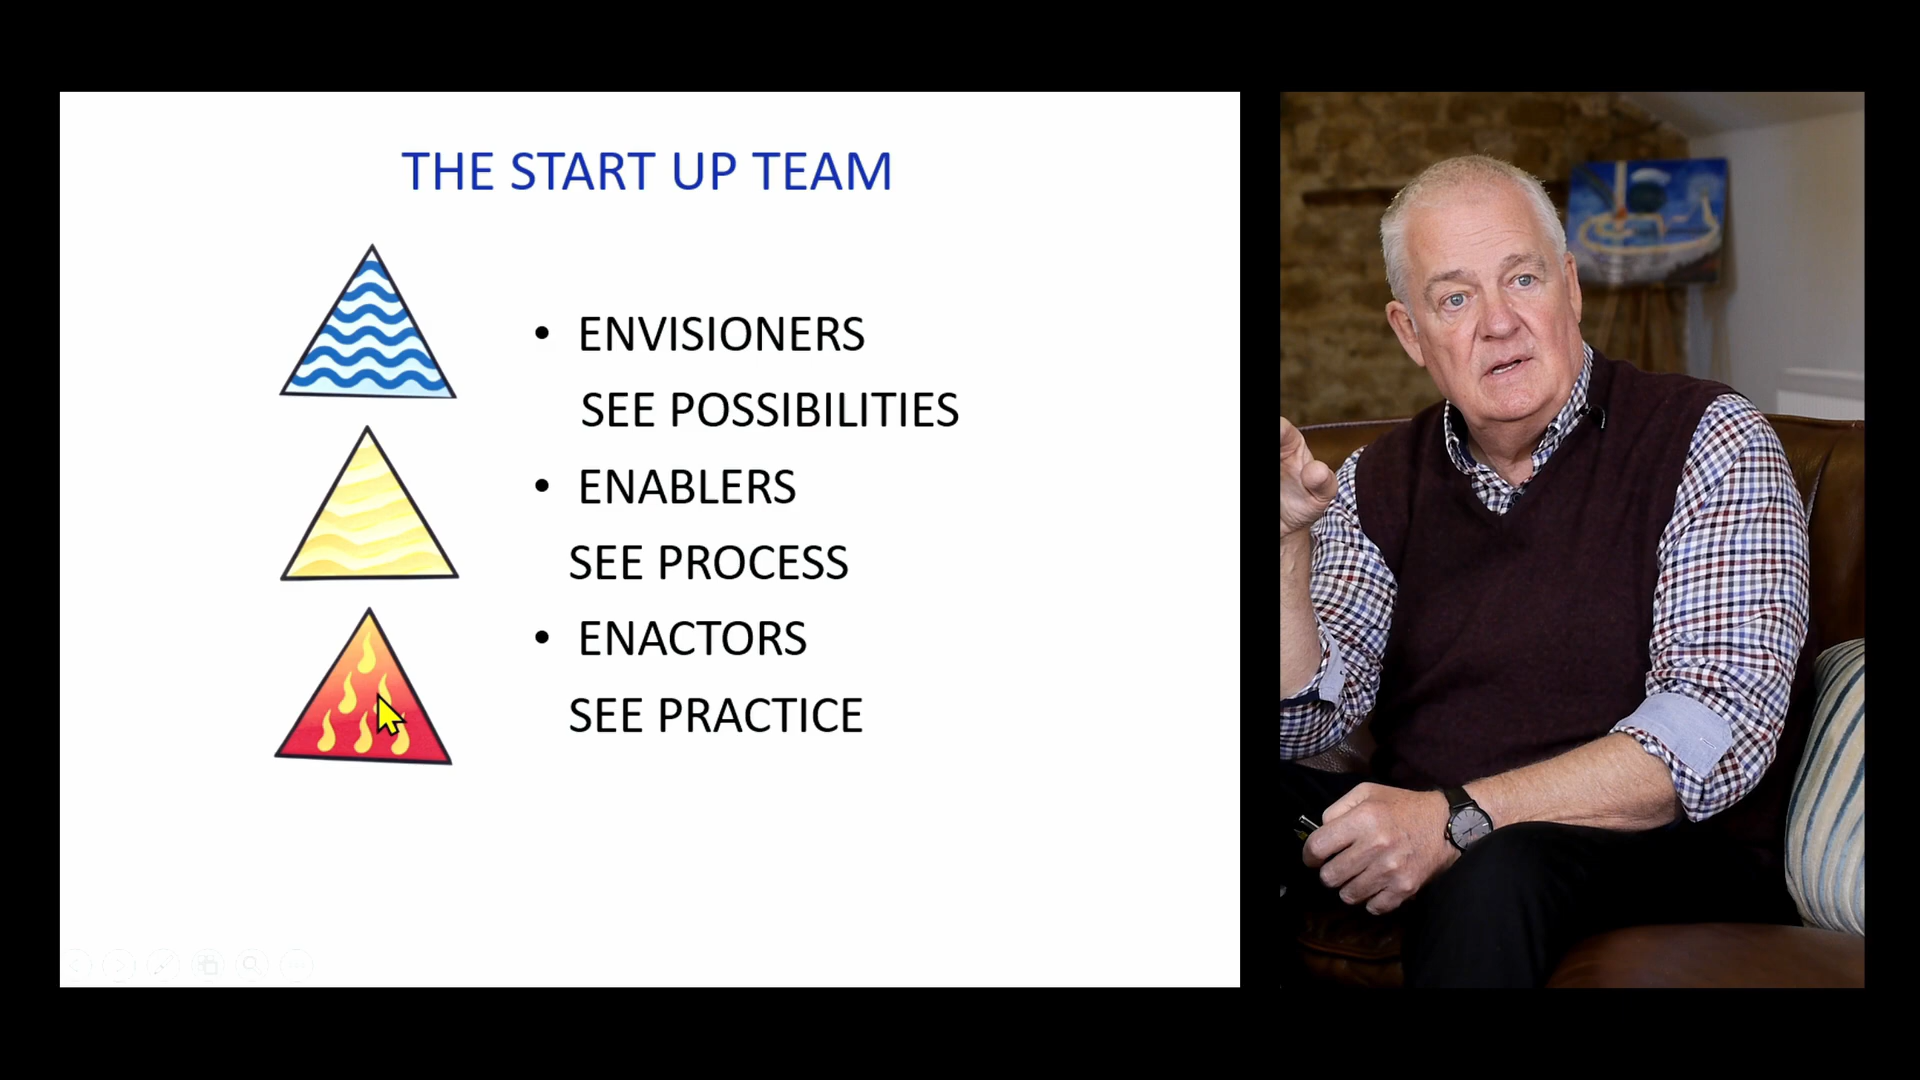 THE START UP TEAM
• ENVISIONERS
SEE POSSIBILITIES
• ENABLERS
SEE PROCESS
• ENACTORS
SEE PRACTICE